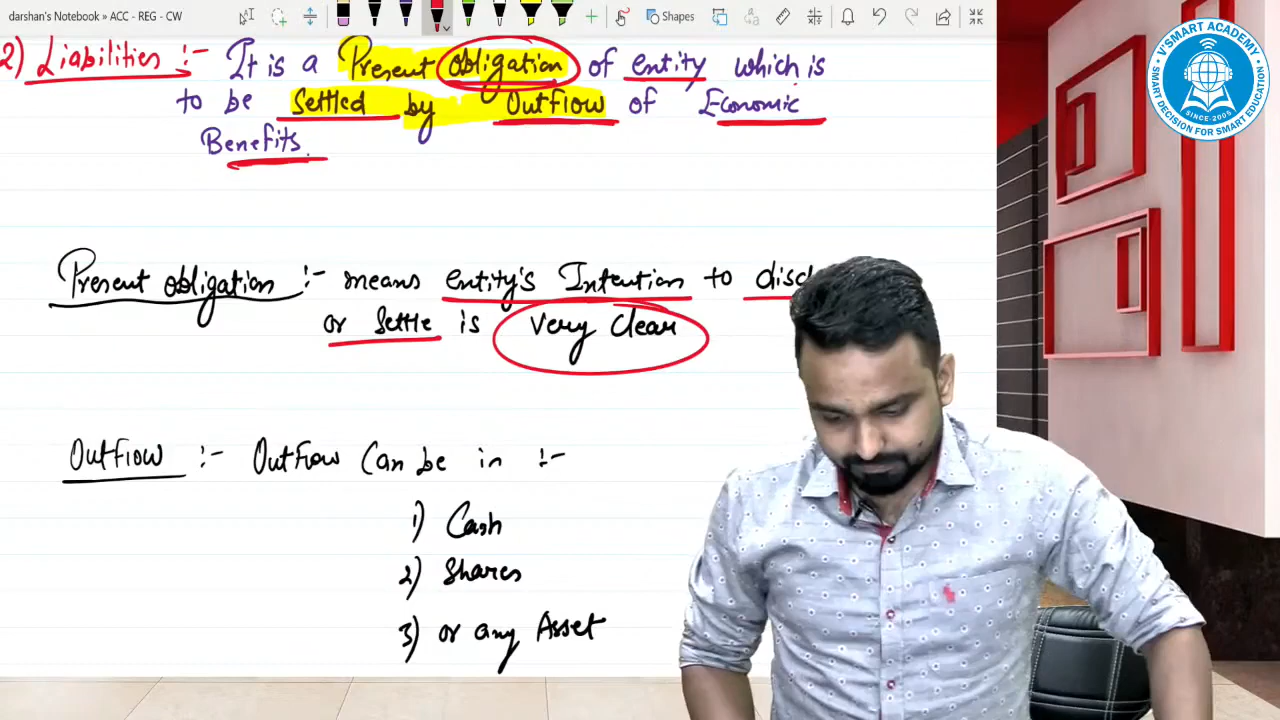 darshan's Notebook » ACC - REG - CW
Shapes
2) Liabilities :- It is a Present obligation of entity which is
to be Settled by Outflow of Economic
Benefits.
Present obligation :- means entity's Intention to
or Settle is very clear
Outflow :- Outflow Can be in :-
1) Cash
2) Shares
3) or any Asset
V'SMART ACADEMY
SINCE-2005
SMART DECISION FOR SMART EDUCATION